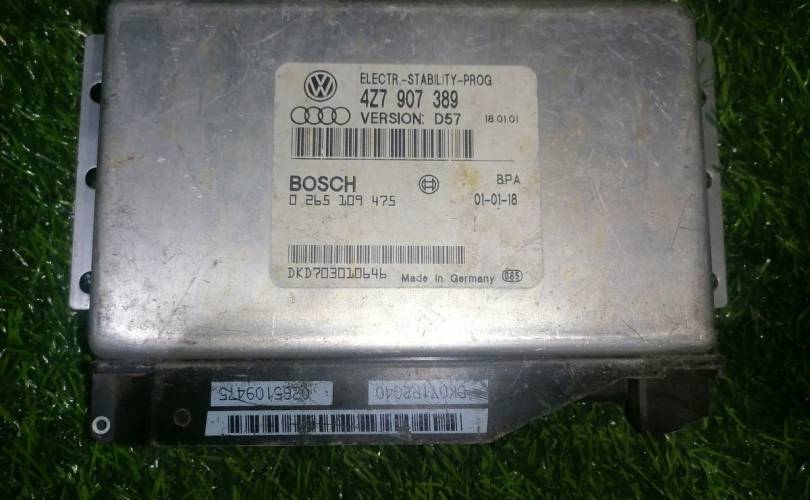 ELECTR.-STABILITY-PROG
4Z7 907 389
VERSION: D57 18.01.01
BOSCH B.P.A
0 265 109 475 01-01-18
DKD703010646 Made in Germany 085
0265109475